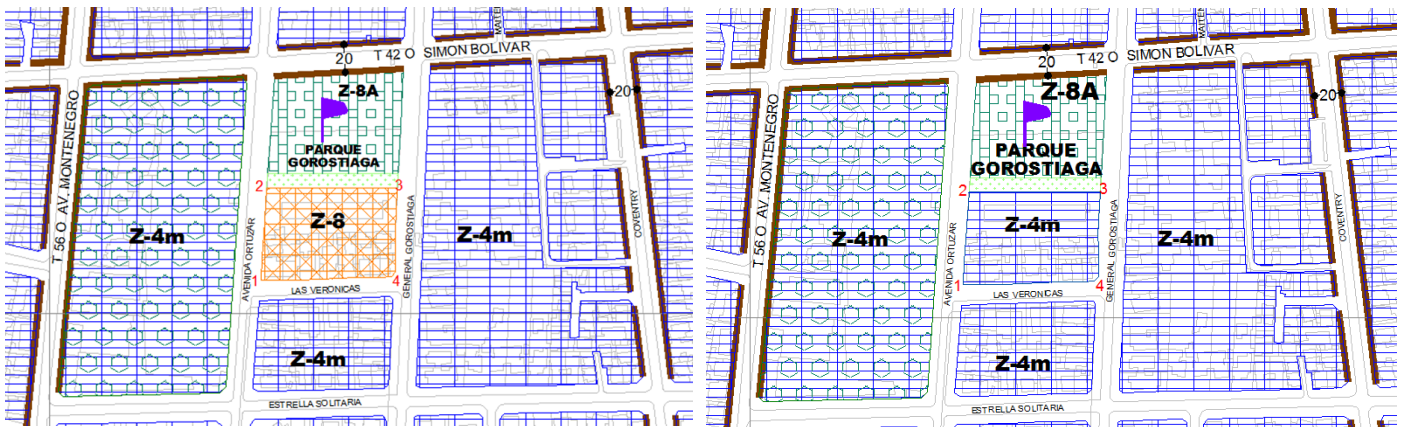 MAITEN
T 42 O SIMON BOLIVAR
20
Z-8A
20
PARQUE
GOROSTIAGA
T 56 O AV. MONTENEGRO
2
3
Z-8
Z-4m
Z-4m
AVENIDA ORTUZAR
GENERAL GOROSTIAGA
COVENTRY
1
4
LAS VERONICAS
Z-4m
ESTRELLA SOLITARIA
T 42 O SIMON BOLIVAR
20
Z-8A
20
PARQUE
GOROSTIAGA
T 56 O AV. MONTENEGRO
2
3
Z-4m
Z-4m
Z-4m
AVENIDA ORTUZAR
GENERAL GOROSTIAGA
COVENTRY
1
4
LAS VERONICAS
Z-4m
ESTRELLA SOLITARIA